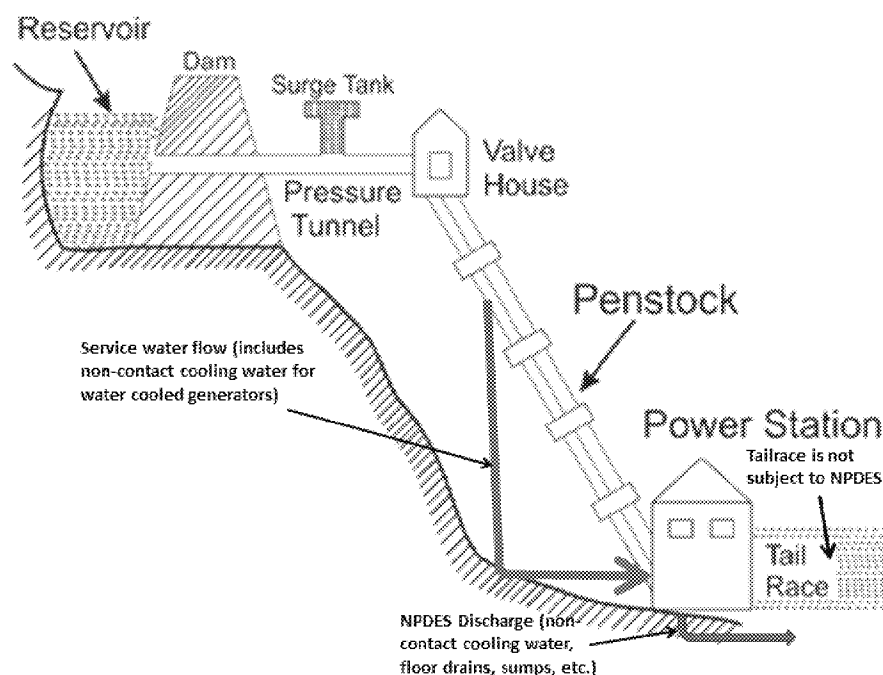 Reservoir
Dam
Surge Tank
Valve
House
Pressure
Tunnel
Penstock
Service water flow (includes
non-contact cooling water for
water cooled generators)
Power Station
Tailrace is not
subject to NPDES
Tail
Race
NPDES Discharge (non-
contact cooling water,
floor drains, sumps, etc.)